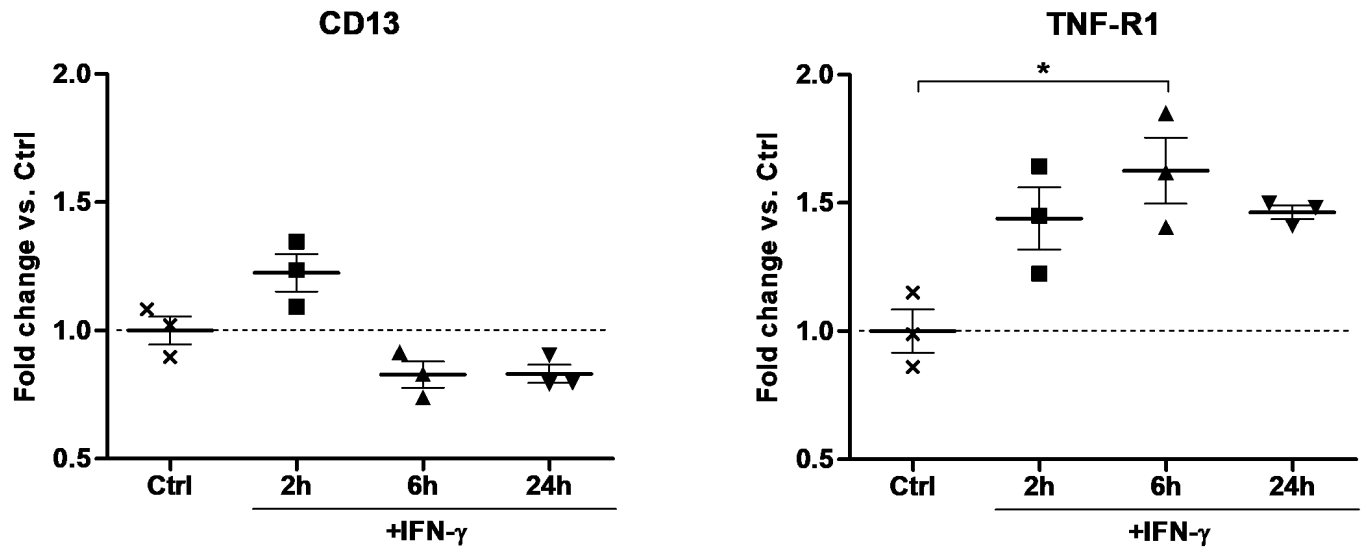 CD13
Fold change vs. Ctrl
2.0
1.5
1.0
0.5
Ctrl 2h 6h 24h
+IFN-γ
TNF-R1
Fold change vs. Ctrl
2.0
1.5
1.0
0.5
*
Ctrl 2h 6h 24h
+IFN-γ